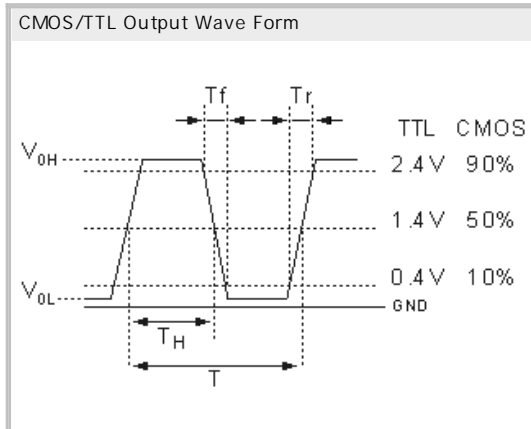 CMOS/TTL Output Wave Form
Tf Tr
TTL CMOS
VOH
2.4V 90%
1.4V 50%
0.4V 10%
VOL
GND
TH
T